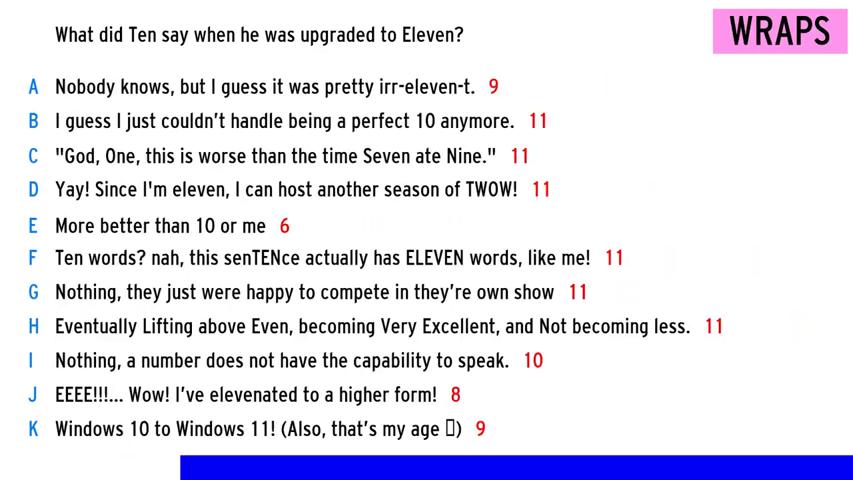 What did Ten say when he was upgraded to Eleven?
WRAPS
A Nobody knows, but I guess it was pretty irr-eleven-t. 9
B I guess I just couldn't handle being a perfect 10 anymore. 11
C "God, One, this is worse than the time Seven ate Nine." 11
D Yay! Since I'm eleven, I can host another season of TWOW! 11
E More better than 10 or me 6
F Ten words? nah, this senTENce actually has ELEVEN words, like me! 11
G Nothing, they just were happy to compete in they're own show 11
H Eventually Lifting above Even, becoming Very Excellent, and Not becoming less. 11
I Nothing, a number does not have the capability to speak. 10
J EEEE!!!... Wow! I've elevenated to a higher form! 8
K Windows 10 to Windows 11! (Also, that's my age ▯) 9